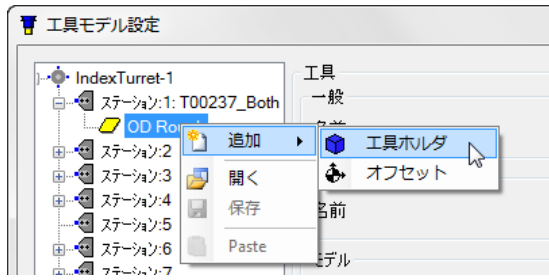 工具モデル設定
IndexTurret-1
工具
ステーション:1: T00237_Both
一般
OD Ro
追加
工具ホルダ
ステーション:2
オフセット
ステーション:3
開く
ステーション:4
保存
名前
ステーション:5
ステーション:6
Paste
モデル
ステーション:7